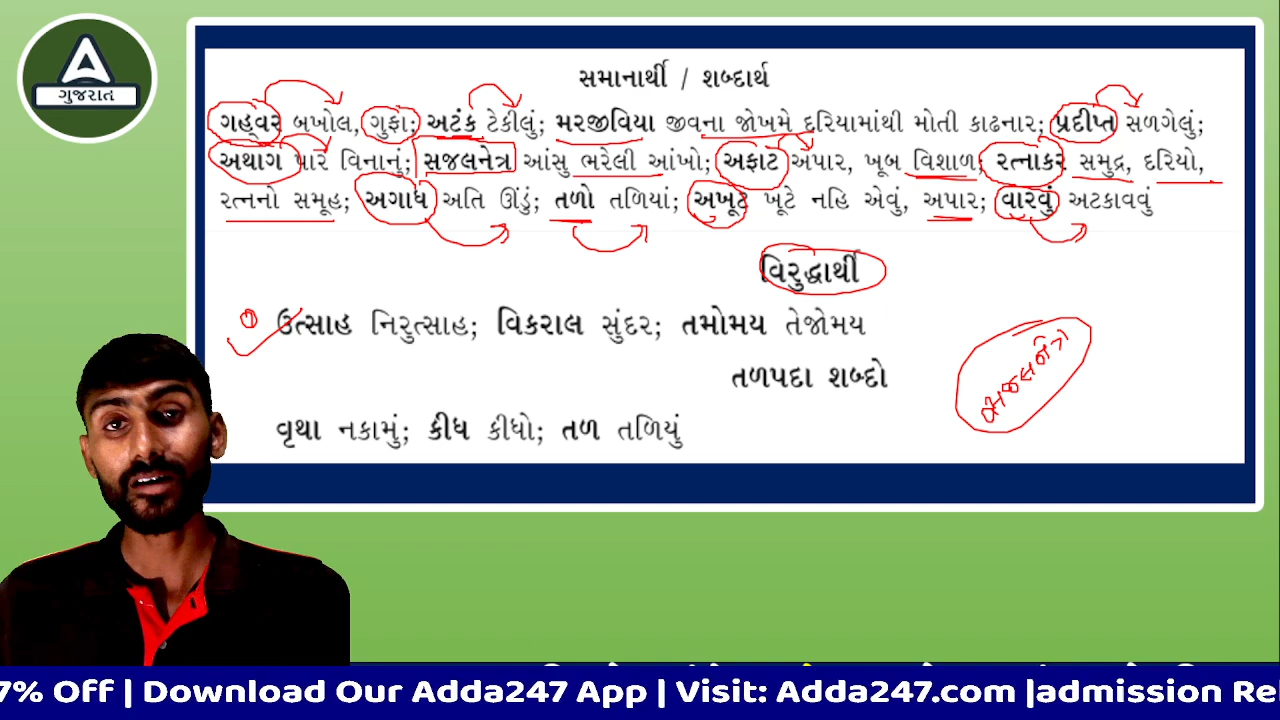 ગુજરાત
સમાનાર્થી / શબ્દાર્થ
ગહ્વર બખોલ, ગુફા; અટંક ટેકીલું; મરજીવિયા જીવના જોખમે દરિયામાંથી મોતી કાઢનાર; પ્રદીપ્ત સળગેલું;
અથાગ પાર વિનાનું; સજલનેત્ર આંસુ ભરેલી આંખો; અફાટ અપાર, ખૂબ વિશાળ; રત્નાકર સમુદ્ર, દરિયો,
રત્નનો સમૂહ; અગાધ અતિ ઊંડું; તળો તળિયાં; અખૂટ ખૂટે નહિ એવું, અપાર; વારવું અટકાવવું
વિરુદ્ધાર્થી
ઉત્સાહ નિરુત્સાહ; વિકરાલ સુંદર; તમોમય તેજોમય
સજલનેત્ર
તળપદા શબ્દો
વૃથા નકામું; કીધ કીધો; તળ તળિયું
7% Off | Download Our Adda247 App | Visit: Adda247.com |admission Rel